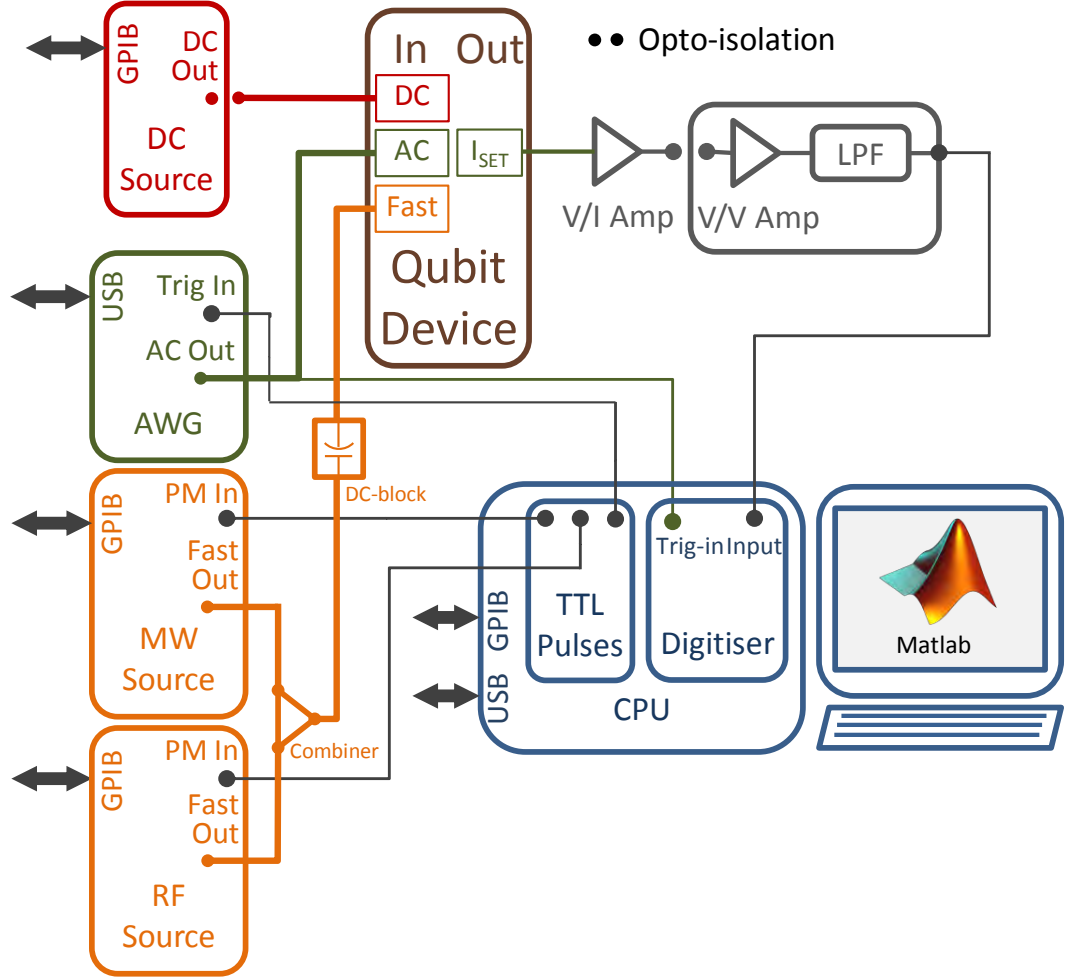 GPIB
DC
Out
DC
Source
In Out
DC
AC
I_SET
Fast
Qubit
Device
Opto-isolation
V/I Amp
V/V Amp
LPF
USB
Trig In
AC Out
AWG
DC-block
GPIB
PM In
Fast
Out
MW
Source
Combiner
GPIB
PM In
Fast
Out
RF
Source
GPIB
USB
TTL
Pulses
Trig-in Input
Digitiser
CPU
Matlab